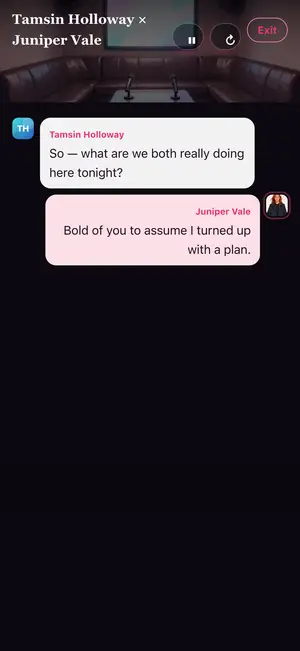 Tamsin Holloway ×
Juniper Vale
Exit
TH
Tamsin Holloway
So — what are we both really doing
here tonight?
Juniper Vale
Bold of you to assume I turned up
with a plan.